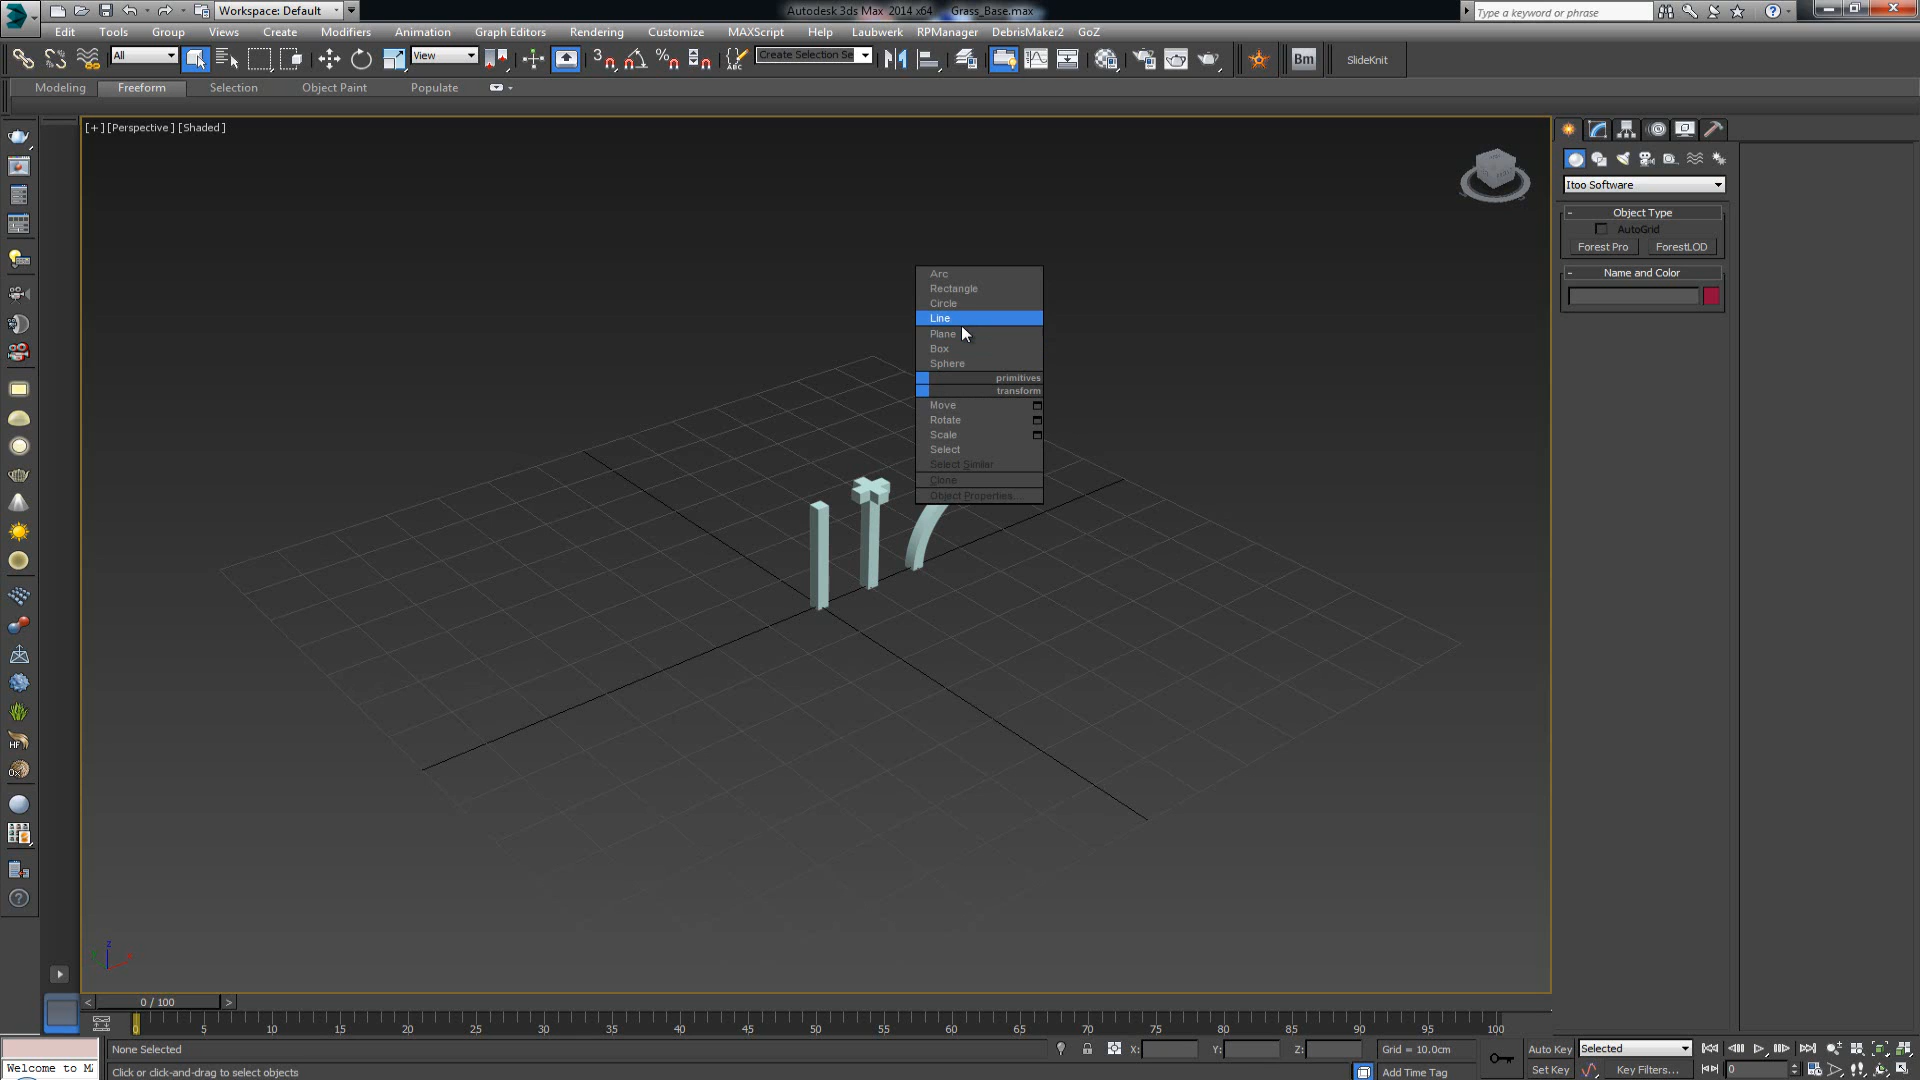 Workspace: Default
Autodesk 3ds Max 2014 x64 Grass_Base.max
Type a keyword or phrase
Edit Tools Group Views Create Modifiers Animation Graph Editors Rendering Customize MAXScript Help Laubwerk RPManager DebrisMaker2 GoZ
All View Create Selection Se Bm SlideKnit
Modeling Freeform Selection Object Paint Populate
[+] [Perspective] [Shaded]
Itoo Software
Object Type
AutoGrid
Forest Pro ForestLOD
Name and Color
Arc
Rectangle
Circle
Line
Plane
Box
Sphere
primitives
transform
Move
Rotate
Scale
Select
Select Similar
Clone
Object Properties...
HF
z
< 0 / 100 >
0 5 10 15 20 25 30 35 40 45 50 55 60 65 70 75 80 85 90 95 100
None Selected X: Y: Z: Grid = 10.0cm Auto Key Selected
Welcome to M Click or click-and-drag to select objects Add Time Tag Set Key Key Filters... 0